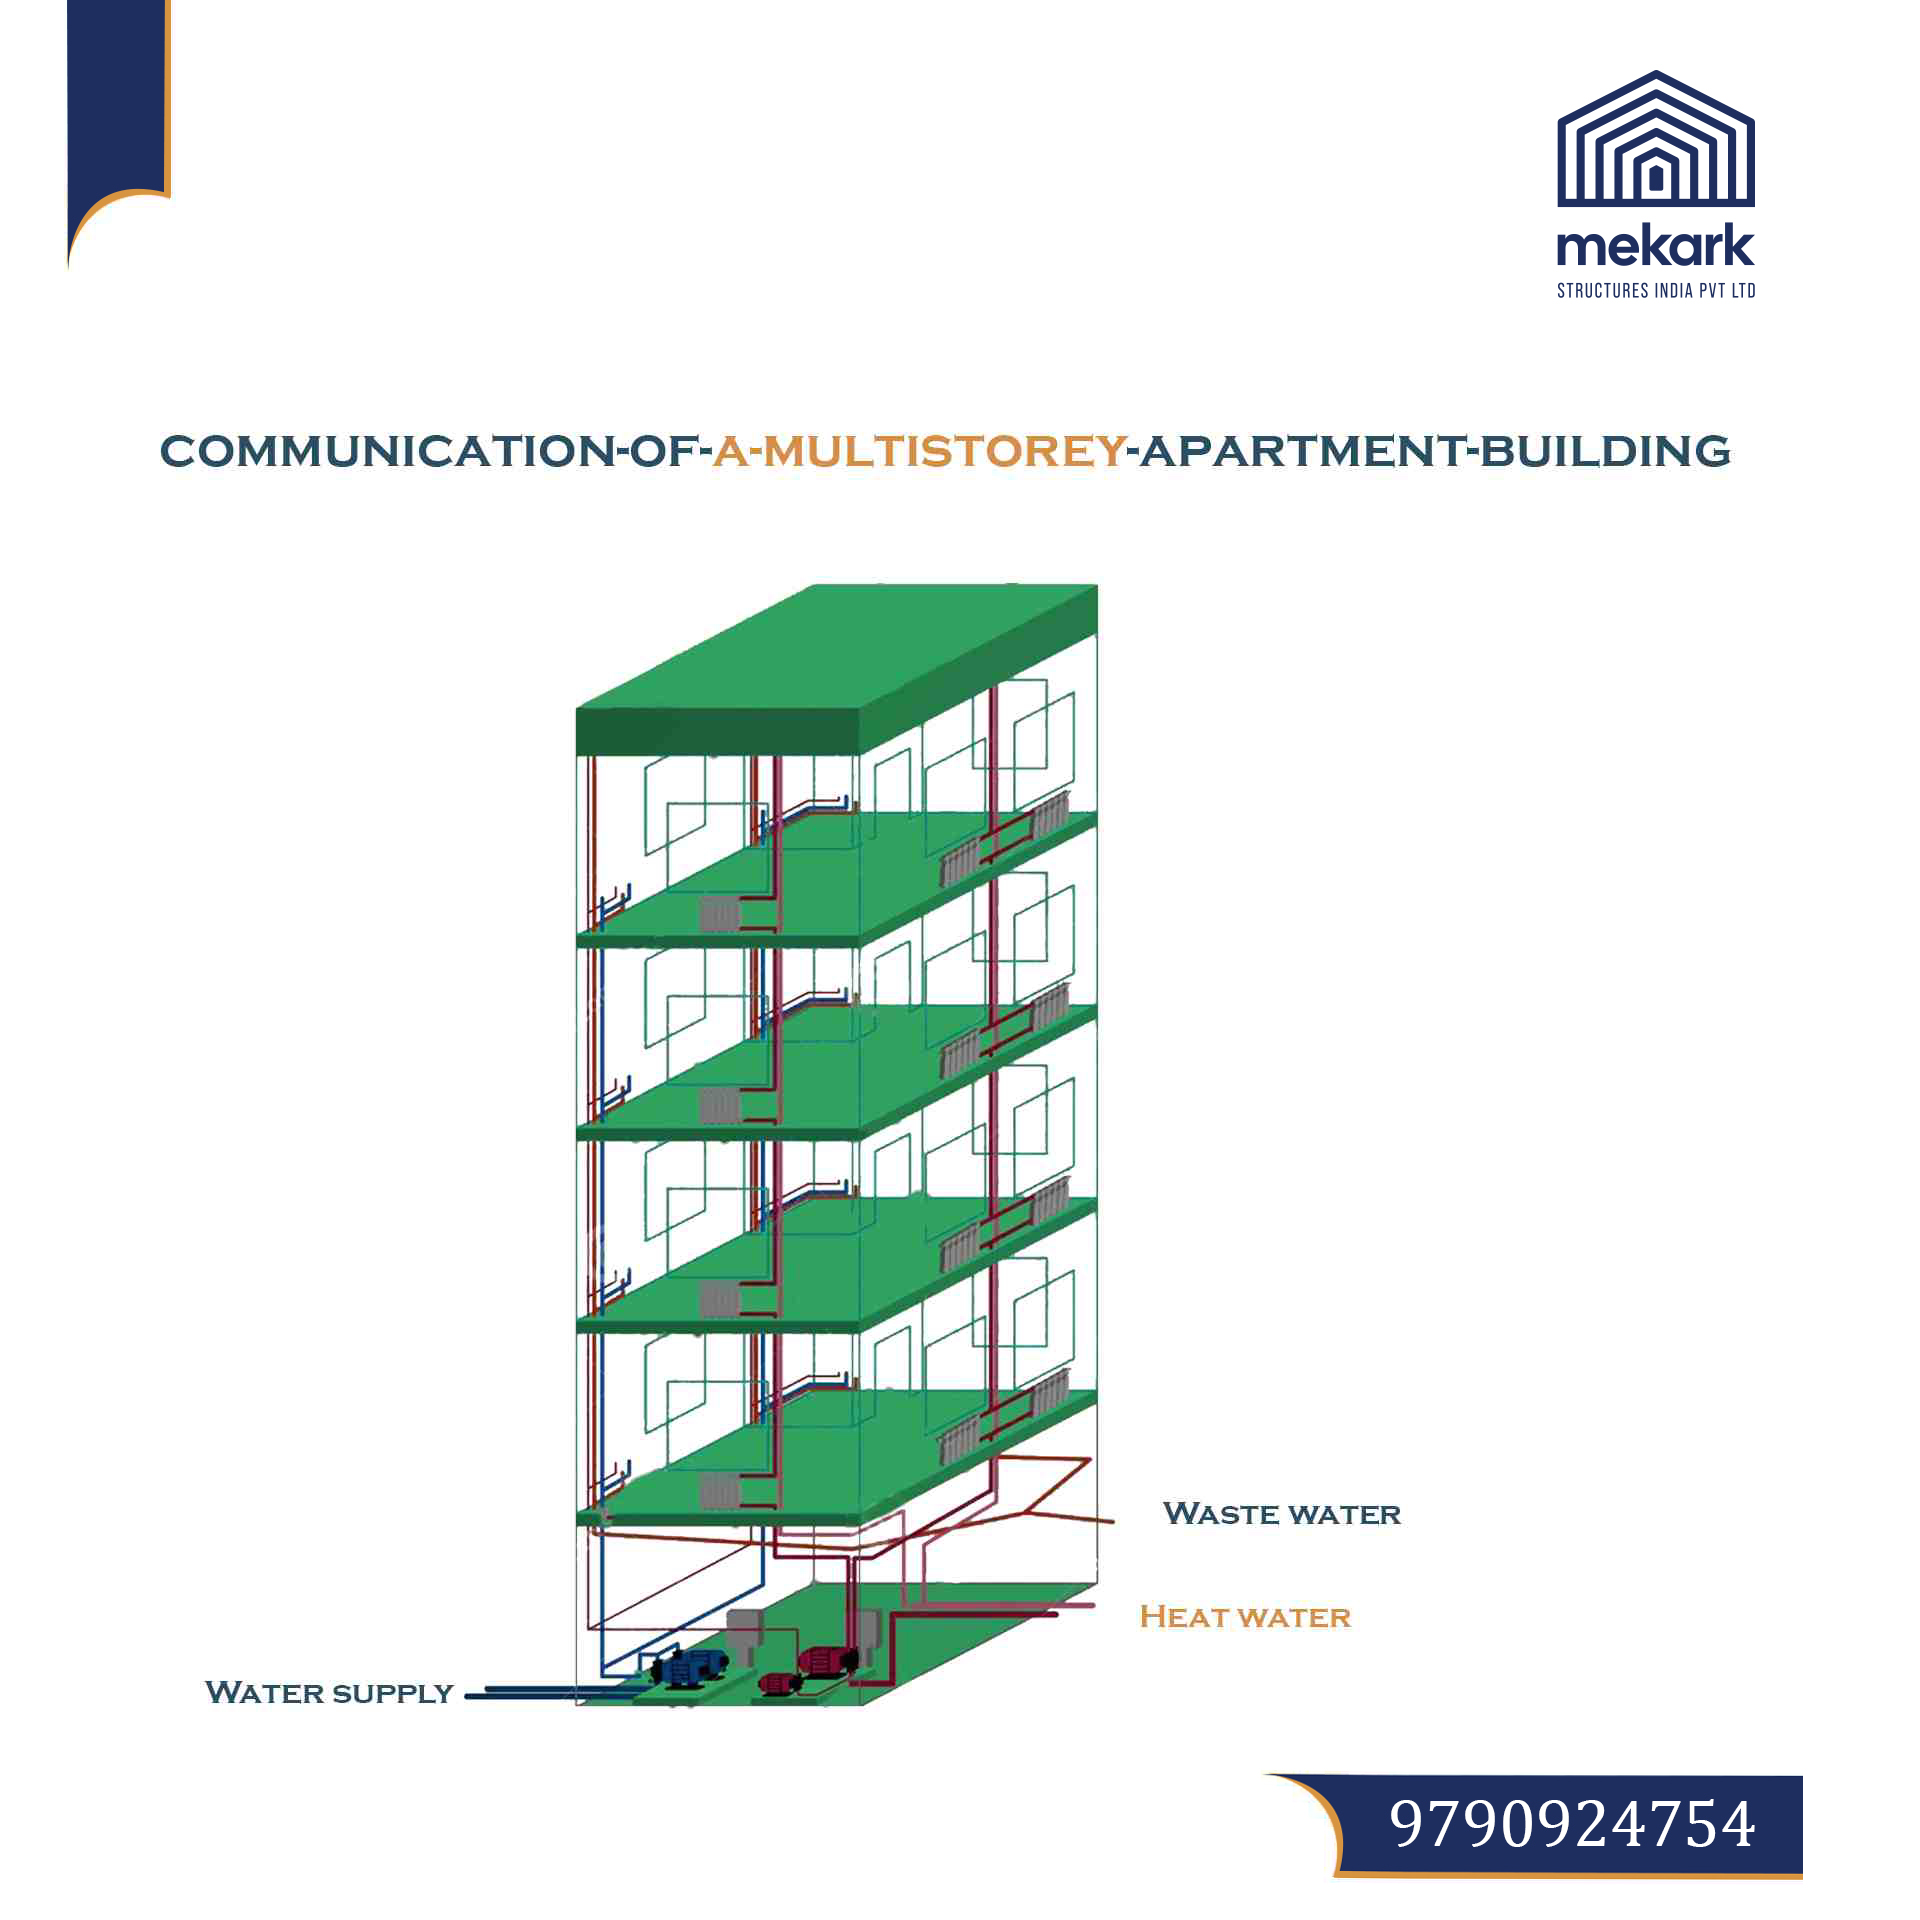 mekark
STRUCTURES INDIA PVT LTD
COMMUNICATION-OF-A-MULTISTOREY-APARTMENT-BUILDING
WASTE WATER
HEAT WATER
WATER SUPPLY
9790924754